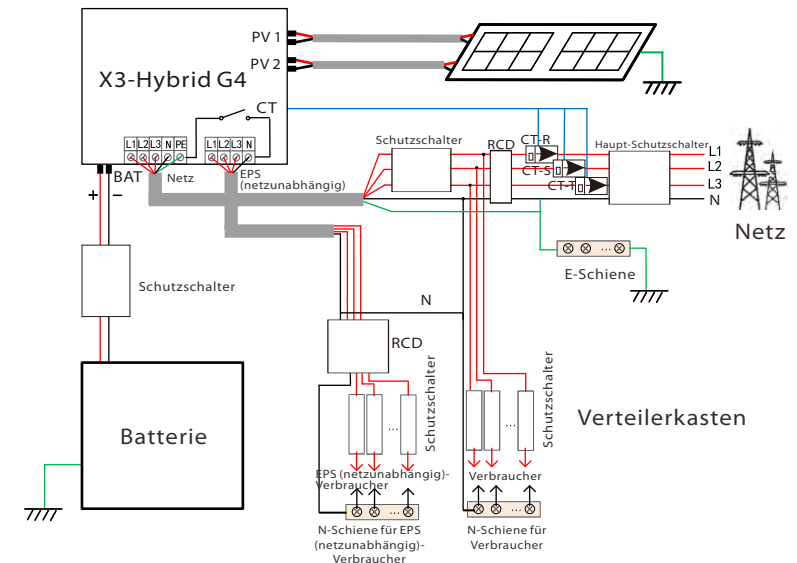 PV 1
PV 2
X3-Hybrid G4
CT
L1 L2 L3 N PE
L1 L2 L3 N
BAT
Netz
EPS
(netzunabhängig)
+
−
Schutzschalter
RCD
CT-R
CT-S
CT-T
Haupt-Schutzschalter
L1
L2
L3
N
Netz
E-Schiene
Schutzschalter
N
RCD
Schutzschalter
Schutzschalter
Batterie
...
...
Verteilerkasten
EPS (netzunabhängig)-
Verbraucher
Verbraucher
...
...
...
N-Schiene für EPS
(netzunabhängig)-
Verbraucher
N-Schiene für
Verbraucher